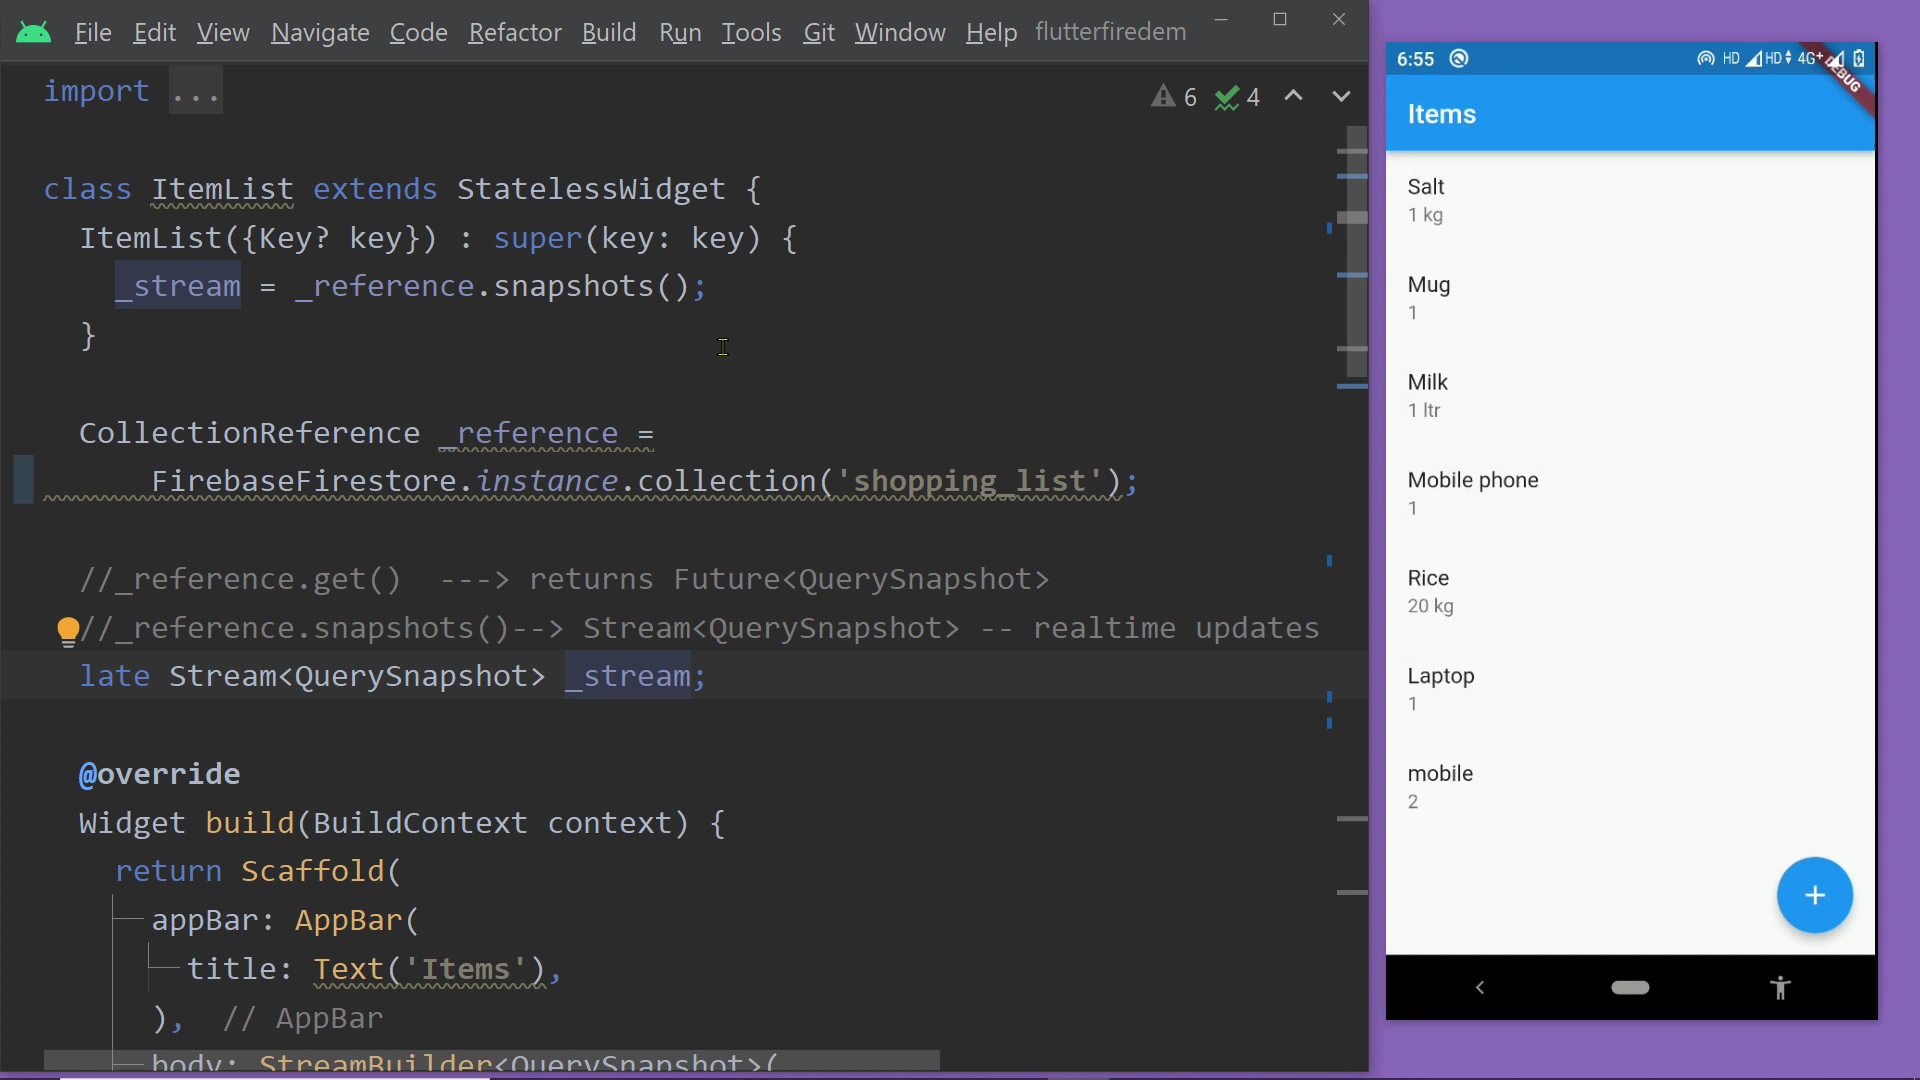 File Edit View Navigate Code Refactor Build Run Tools Git Window Help flutterfiredem
import ...
6 4
class ItemList extends StatelessWidget {
ItemList({Key? key}) : super(key: key) {
_stream = _reference.snapshots();
}
CollectionReference _reference =
FirebaseFirestore.instance.collection('shopping_list');
//_reference.get() ---> returns Future<QuerySnapshot>
//_reference.snapshots()--> Stream<QuerySnapshot> -- realtime updates
late Stream<QuerySnapshot> _stream;
@override
Widget build(BuildContext context) {
return Scaffold(
appBar: AppBar(
title: Text('Items'),
), // AppBar
body: StreamBuilder<QuerySnapshot>(
6:55 HD HD 4G+
DEBUG
Items
Salt
1 kg
Mug
1
Milk
1 ltr
Mobile phone
1
Rice
20 kg
Laptop
1
mobile
2